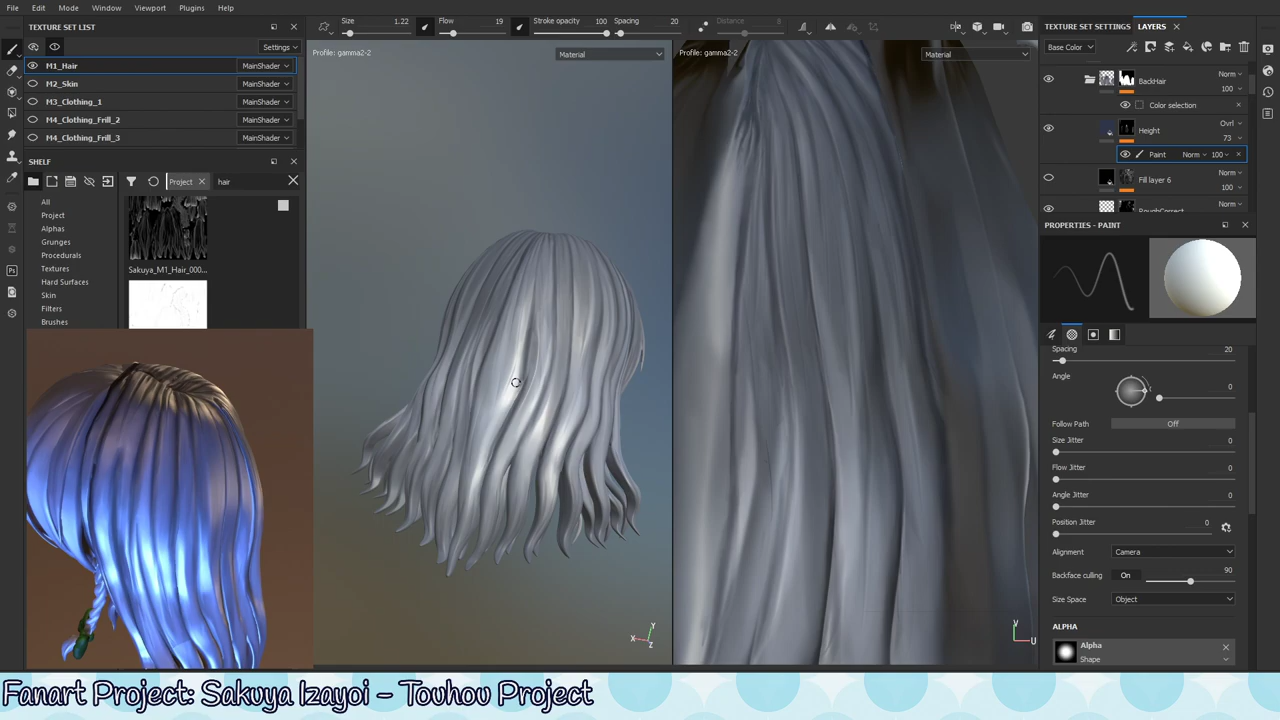 File Edit Mode Window Viewport Plugins Help
TEXTURE SET LIST
Settings
M1_Hair MainShader
M2_Skin MainShader
M3_Clothing_1 MainShader
M4_Clothing_Frill_2 MainShader
M4_Clothing_Frill_3 MainShader
SHELF
Project hair
All
Project
Alphas
Grunges
Procedurals
Textures
Hard Surfaces
Skin
Filters
Brushes
Sakuya_M1_Hair_000...
Size 1.22 Flow 19 Stroke opacity 100 Spacing 20 Distance 8
Profile: gamma2-2 Material
Y
X
Z
Profile: gamma2-2 Material
V
U
TEXTURE SET SETTINGS LAYERS
Base Color
BackHair Norm 100
Color selection
Height Ovrl 73
Paint Norm 100
Fill layer 6 Norm 100
RoughCorrect Norm
PROPERTIES - PAINT
Spacing 20
Angle 0
Follow Path Off
Size Jitter 0
Flow Jitter 0
Angle Jitter 0
Position Jitter 0
Alignment Camera
Backface culling On 90
Size Space Object
ALPHA
Alpha
Shape
Ps
Fanart Project: Sakuya Izayoi - Touhou Project